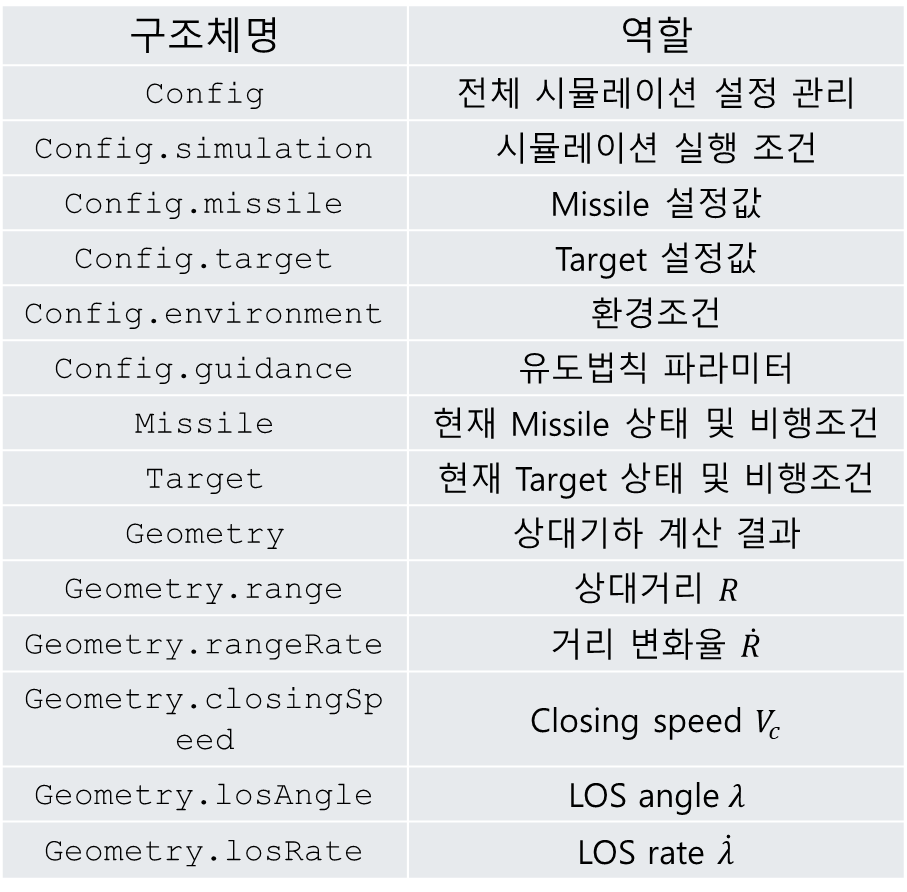 구조체명 역할
Config 전체 시뮬레이션 설정 관리
Config.simulation 시뮬레이션 실행 조건
Config.missile Missile 설정값
Config.target Target 설정값
Config.environment 환경조건
Config.guidance 유도법칙 파라미터
Missile 현재 Missile 상태 및 비행조건
Target 현재 Target 상태 및 비행조건
Geometry 상대기하 계산 결과
Geometry.range 상대거리 R
Geometry.rangeRate 거리 변화율 Ṙ
Geometry.closingSp
eed Closing speed V_c
Geometry.losAngle LOS angle λ
Geometry.losRate LOS rate λ̇